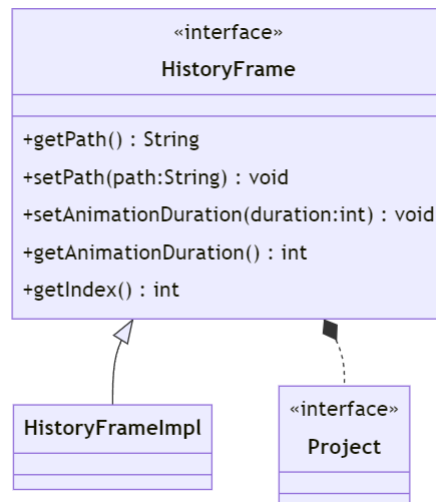 «interface»
HistoryFrame
+getPath() : String
+setPath(path:String) : void
+setAnimationDuration(duration:int) : void
+getAnimationDuration() : int
+getIndex() : int
HistoryFrameImpl
«interface»
Project